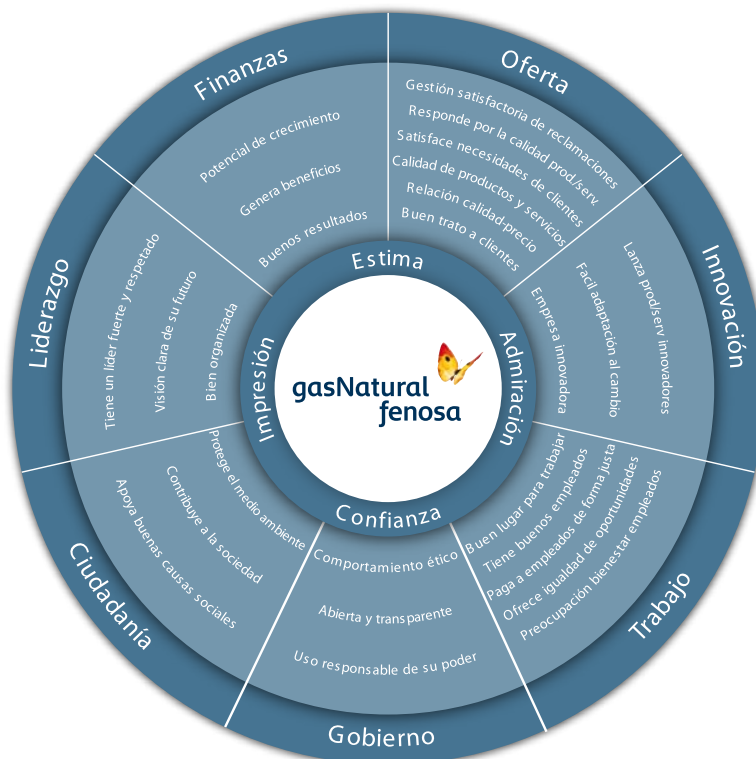 Oferta
Gestión satisfactoria de reclamaciones
Responde por la calidad prod/serv.
Satisface necesidades de clientes
Calidad de productos y servicios
Relación calidad-precio
Buen trato a clientes
Innovación
Lanza prod/serv innovadores
Facil adaptación al cambio
Empresa innovadora
Trabajo
Buen lugar para trabajar
Tiene buenos empleados
Paga a empleados de forma justa
Ofrece igualdad de oportunidades
Preocupación bienestar empleados
Gobierno
Comportamiento ético
Abierta y transparente
Uso responsable de su poder
Ciudadanía
Protege el medio ambiente
Contribuye a la sociedad
Apoya buenas causas sociales
Liderazgo
Tiene un líder fuerte y respetado
Visión clara de su futuro
Bien organizada
Finanzas
Potencial de crecimiento
Genera beneficios
Buenos resultados
Estima
Admiración
Confianza
Impresión
gasNatural
fenosa